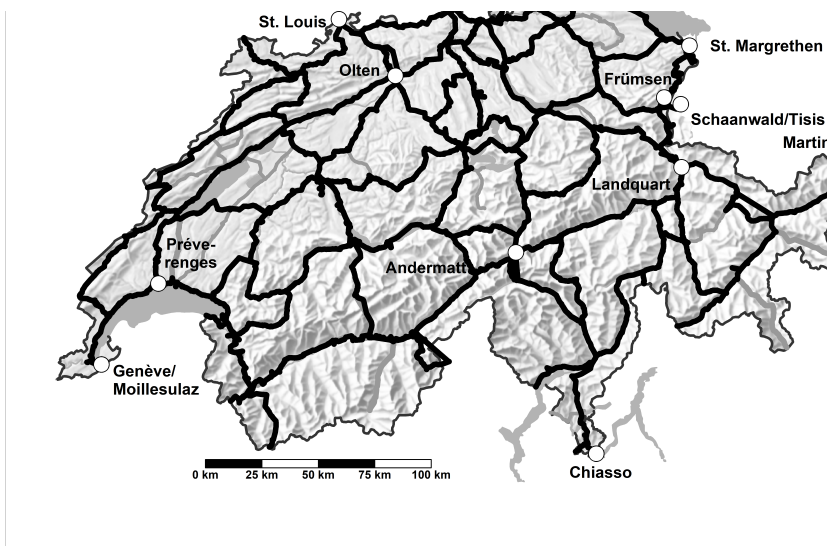 St. Louis
St. Margrethen
Olten
Frümsen
Schaanwald/Tisis
Martin
Landquart
Préve-
renges
Andermatt
Genève/
Moillesulaz
0 km 25 km 50 km 75 km 100 km
Chiasso